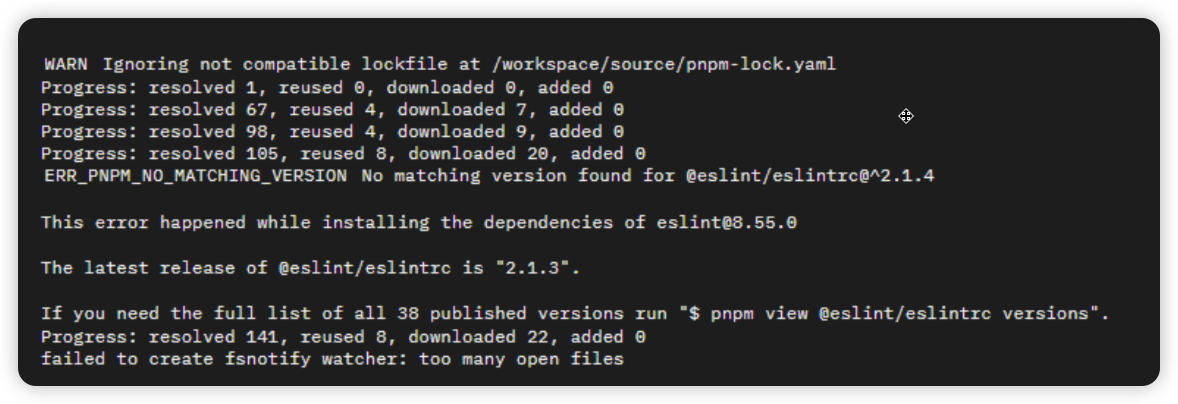 WARN Ignoring not compatible lockfile at /workspace/source/pnpm-lock.yaml
Progress: resolved 1, reused 0, downloaded 0, added 0
Progress: resolved 67, reused 4, downloaded 7, added 0
Progress: resolved 98, reused 4, downloaded 9, added 0
Progress: resolved 105, reused 8, downloaded 20, added 0
ERR_PNPM_NO_MATCHING_VERSION No matching version found for @eslint/eslintrc@^2.1.4
This error happened while installing the dependencies of eslint@8.55.0
The latest release of @eslint/eslintrc is "2.1.3".
If you need the full list of all 38 published versions run "$ pnpm view @eslint/eslintrc versions".
Progress: resolved 141, reused 8, downloaded 22, added 0
failed to create fsnotify watcher: too many open files